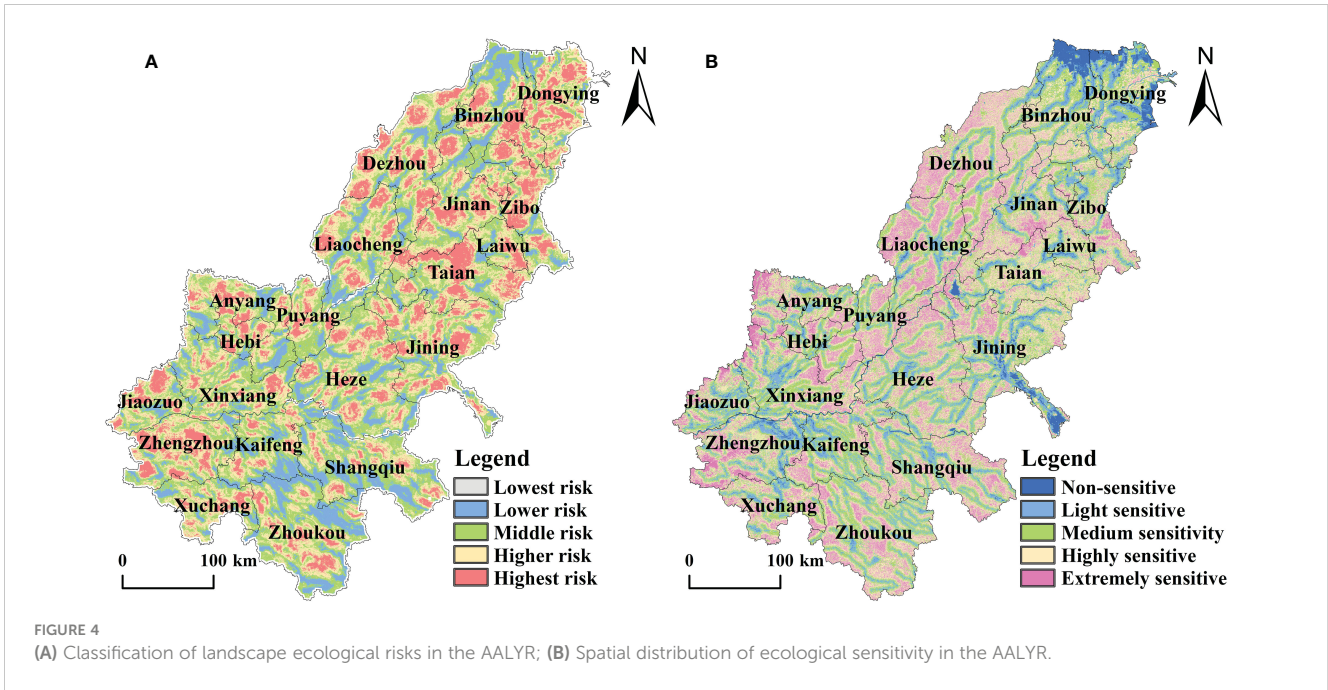 A
N
Dongying
Binzhou
Dezhou
Jinan
Zibo
Liaocheng
Laiwu
Taian
Anyang
Puyang
Hebi
Jining
Heze
Xinxiang
Jiaozuo
Zhengzhou
Kaifeng
Shangqiu
Xuchang
Zhoukou
Legend
Lowest risk
Lower risk
Middle risk
Higher risk
Highest risk
0 100 km
B
N
Dongying
Binzhou
Dezhou
Jinan
Zibo
Liaocheng
Laiwu
Taian
Anyang
Puyang
Hebi
Jining
Heze
Xinxiang
Jiaozuo
Zhengzhou
Kaifeng
Shangqiu
Xuchang
Zhoukou
Legend
Non-sensitive
Light sensitive
Medium sensitivity
Highly sensitive
Extremely sensitive
0 100 km
FIGURE 4
(A) Classification of landscape ecological risks in the AALYR; (B) Spatial distribution of ecological sensitivity in the AALYR.